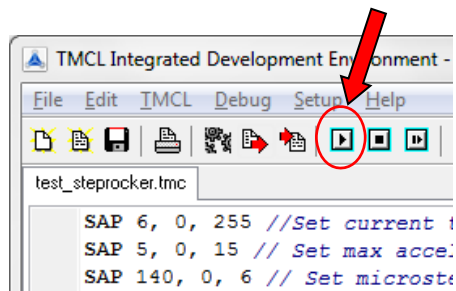 TMCL Integrated Development Environment -
File Edit TMCL Debug Setup Help
test_steprocker.tmc
SAP 6, 0, 255 //Set current
SAP 5, 0, 15 // Set max accel
SAP 140, 0, 6 // Set microste